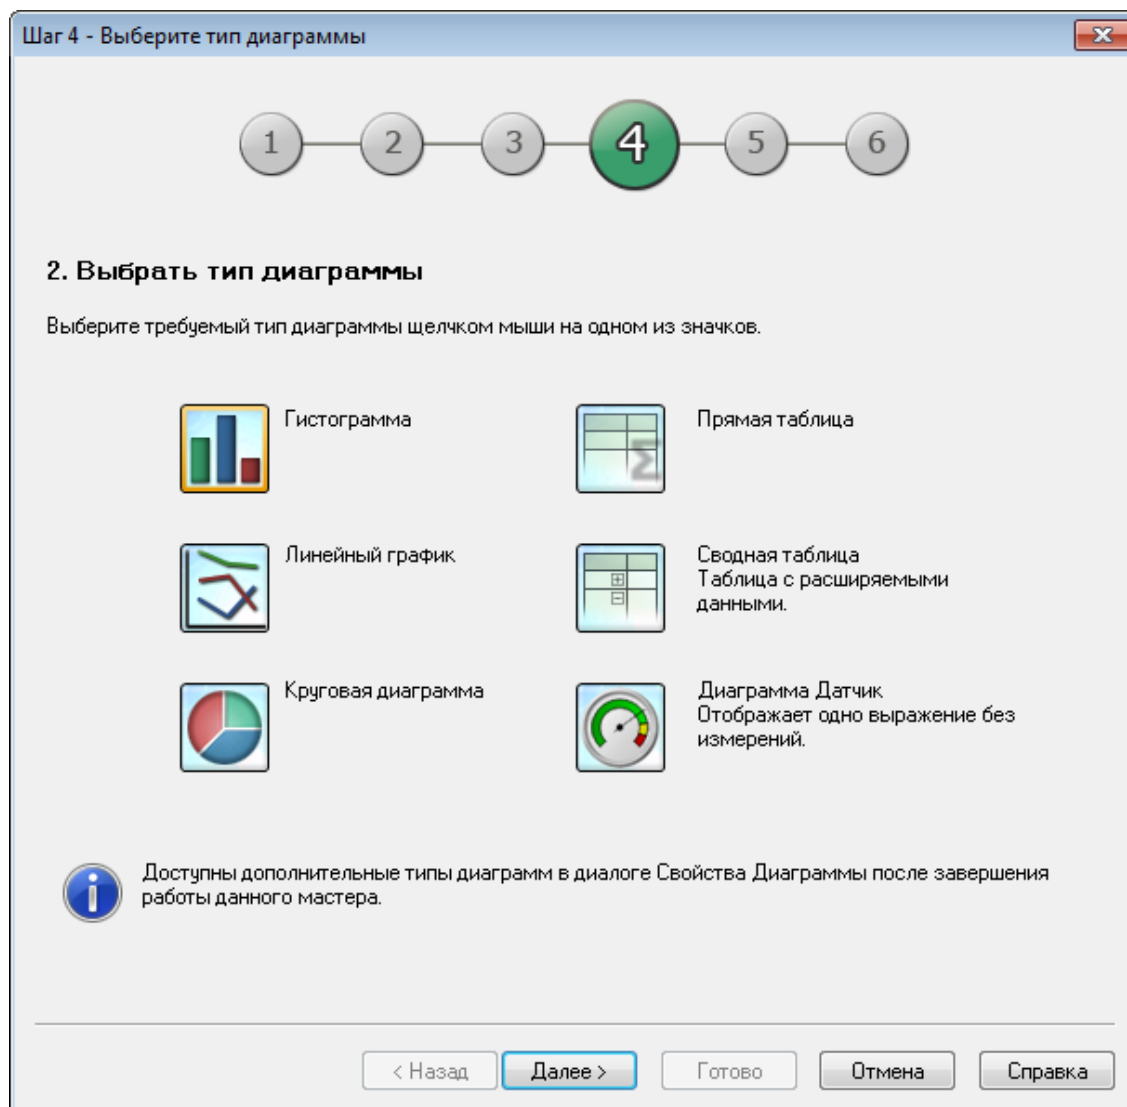 Шаг 4 - Выберите тип диаграммы
1 2 3 4 5 6
2. Выбрать тип диаграммы
Выберите требуемый тип диаграммы щелчком мыши на одном из значков.
Гистограмма
Прямая таблица
Σ
Линейный график
Сводная таблица
Таблица с расширяемыми
данными.
Круговая диаграмма
Диаграмма Датчик
Отображает одно выражение без
измерений.
Доступны дополнительные типы диаграмм в диалоге Свойства Диаграммы после завершения
работы данного мастера.
< Назад
Далее >
Готово
Отмена
Справка